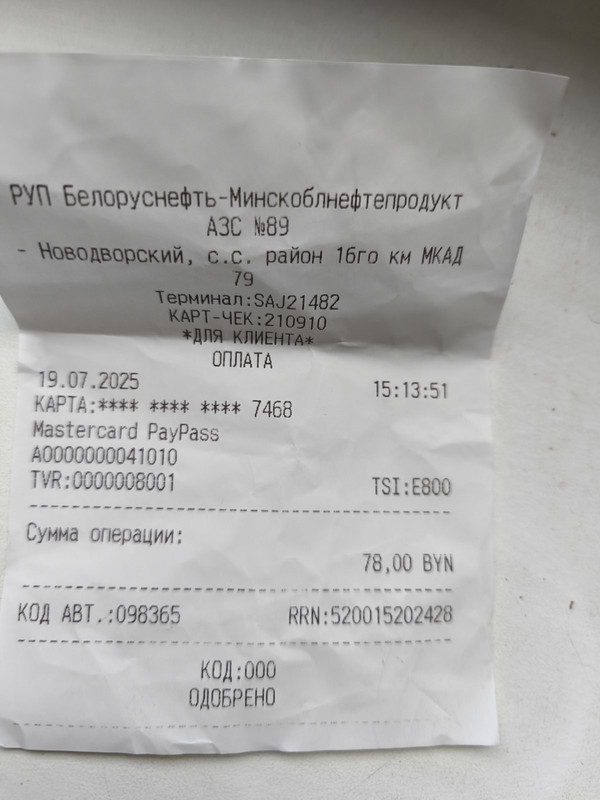 РУП Белоруснефть-Минскоблнефтепродукт
АЗС №89
- Новодворский, с.с. район 16го км МКАД
79
Терминал:SAJ21482
КАРТ-ЧЕК:210910
*ДЛЯ КЛИЕНТА*
ОПЛАТА
19.07.2025 15:13:51
КАРТА:**** **** **** 7468
Mastercard PayPass
A0000000041010
TVR:0000008001 TSI:E800
Сумма операции:
78,00 BYN
КОД АВТ.:098365 RRN:520015202428
КОД:000
ОДОБРЕНО